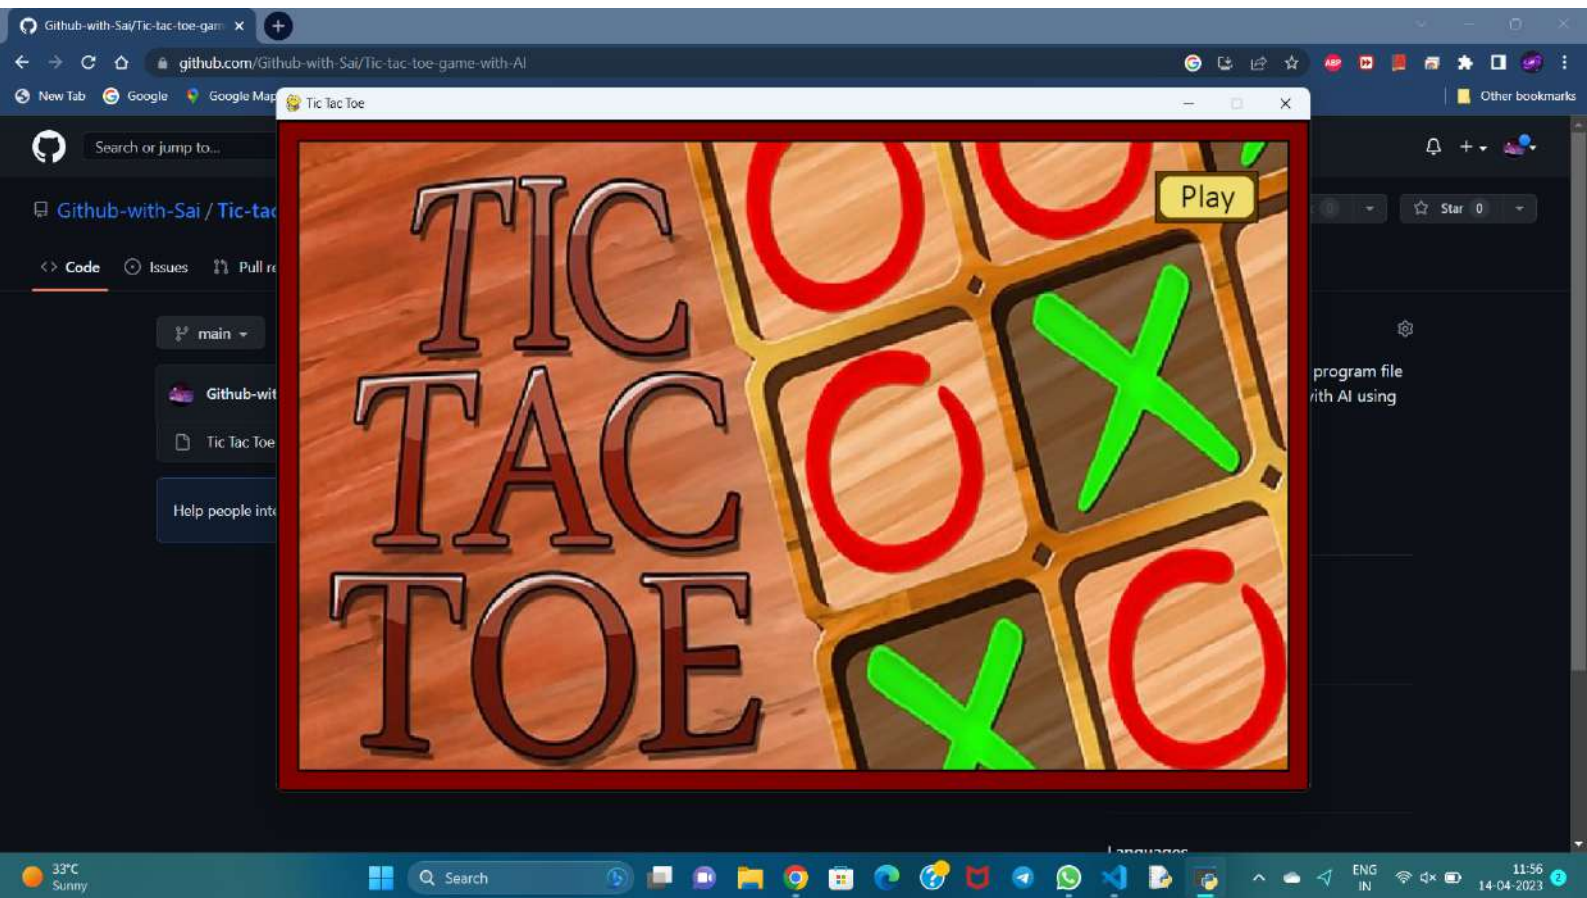 Github-with-Sai/Tic-tac-toe-gam
github.com/Github-with-Sai/Tic-tac-toe-game-with-AI
New Tab Google Google Map Other bookmarks
Tic Tac Toe
Search or jump to...
Play
Github-with-Sai / Tic-tac
Star 0
Code Issues Pull re
TIC
TAC
TOE
main
program file
Github-wit
ith AI using
Tic Tac Toe
Help people inte
Languages
33°C
Sunny
Search
ENG
IN
11:56
14-04-2023
2